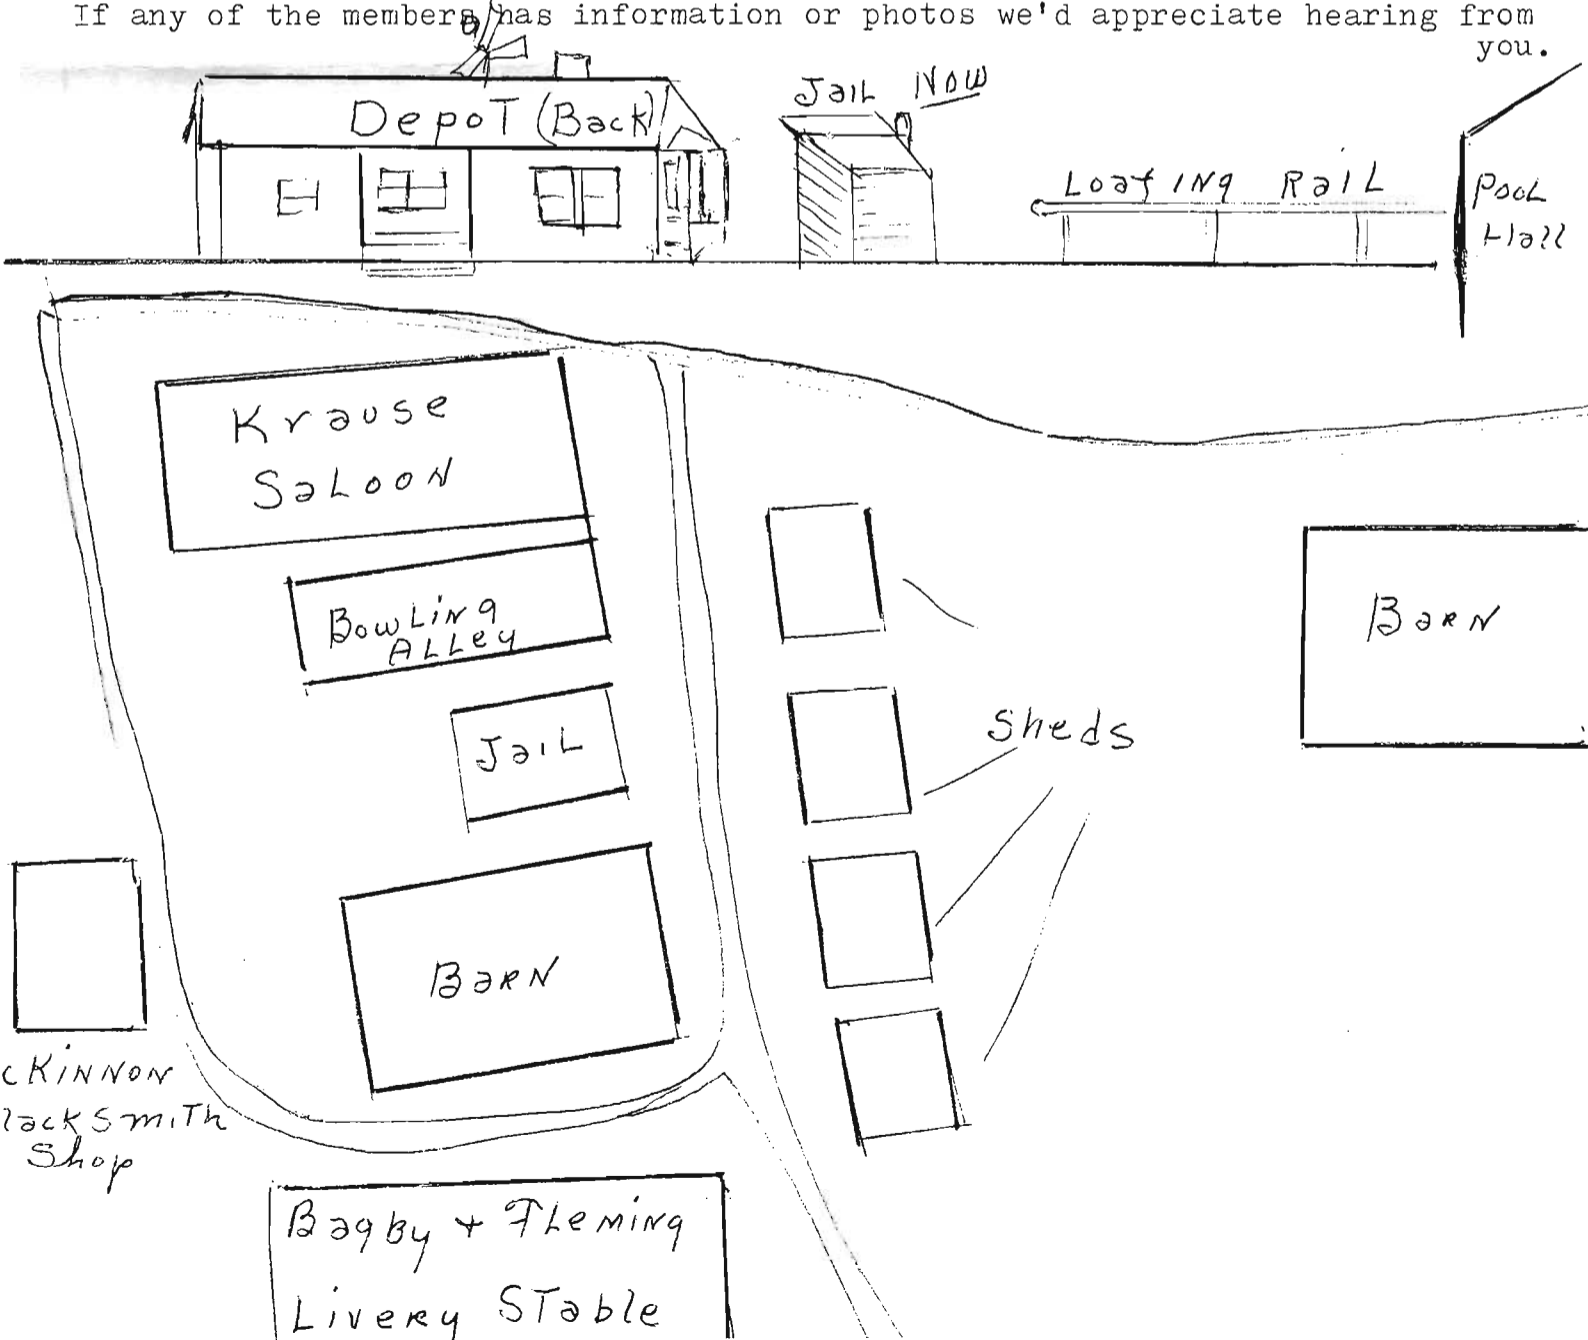 If any of the members has information or photos we'd appreciate hearing from
you.
Depot (Back)
Jail Now
Loafing Rail
Pool
Hall
Krause
Saloon
Bowling
Alley
Jail
Barn
Sheds
Barn
cKinnon
lacksmith
Shop
Bagby + Fleming
Livery Stable